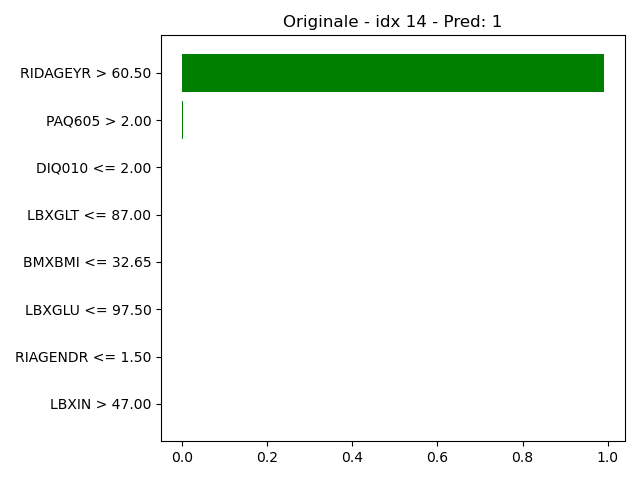 Originale - idx 14 - Pred: 1
RIDAGEYR > 60.50
PAQ605 > 2.00
DIQ010 <= 2.00
LBXGLT <= 87.00
BMXBMI <= 32.65
LBXGLU <= 97.50
RIAGENDR <= 1.50
LBXIN > 47.00
0.0 0.2 0.4 0.6 0.8 1.0